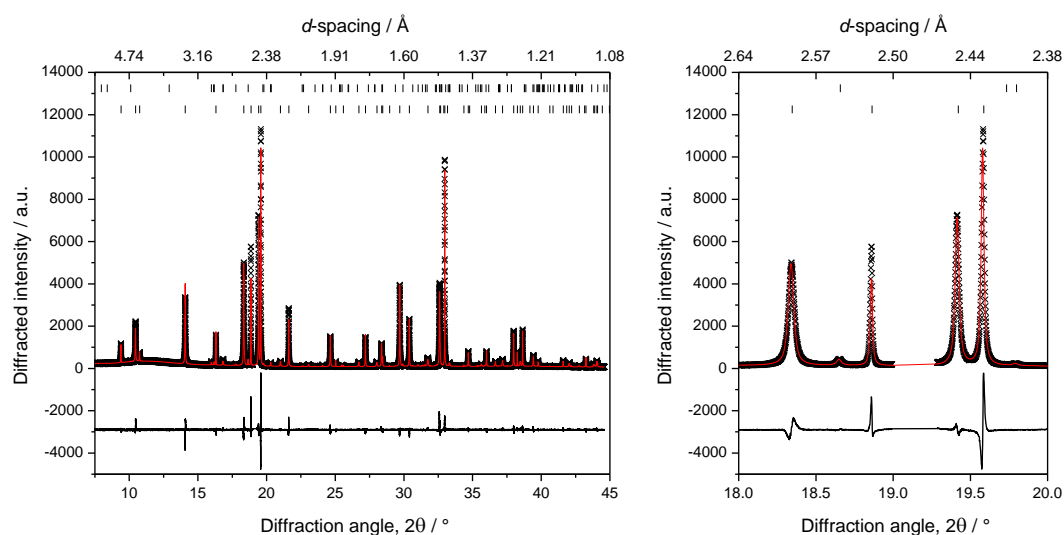 d-spacing / Å
4.74 3.16 2.38 1.91 1.60 1.37 1.21 1.08
14000
12000
10000
8000
6000
4000
2000
0
-2000
-4000
Diffracted intensity / a.u.
10 15 20 25 30 35 40 45
Diffraction angle, 2θ / °
d-spacing / Å
2.64 2.57 2.50 2.44 2.38
14000
12000
10000
8000
6000
4000
2000
0
-2000
-4000
Diffracted intensity / a.u.
18.0 18.5 19.0 19.5 20.0
Diffraction angle, 2θ / °